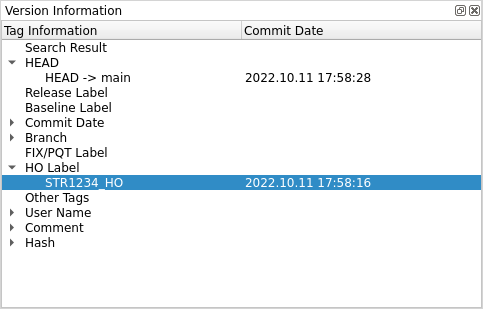 Version Information
Tag Information Commit Date
Search Result
HEAD
HEAD -> main 2022.10.11 17:58:28
Release Label
Baseline Label
Commit Date
Branch
FIX/PQT Label
HO Label
STR1234_HO 2022.10.11 17:58:16
Other Tags
User Name
Comment
Hash